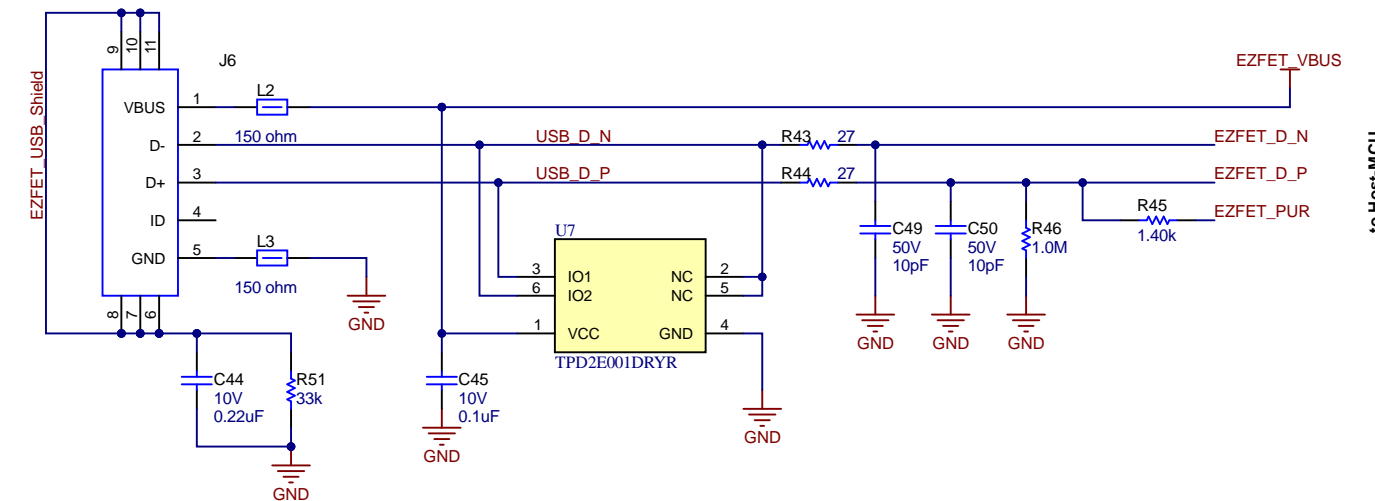 J6
EZFET_USB_Shield
9
10
11
VBUS
1
L2
150 ohm
D-
2
D+
3
ID
4
GND
5
L3
150 ohm
GND
8
7
6
C44
10V
0.22uF
R51
33k
GND
C45
10V
0.1uF
GND
USB_D_N
USB_D_P
U7
3
IO1
6
IO2
1
VCC
NC
2
NC
5
GND
4
TPD2E001DRYR
GND
R43
27
R44
27
C49
50V
10pF
GND
C50
50V
10pF
GND
R46
1.0M
GND
R45
1.40k
EZFET_VBUS
EZFET_D_N
EZFET_D_P
EZFET_PUR
to Host-MCU